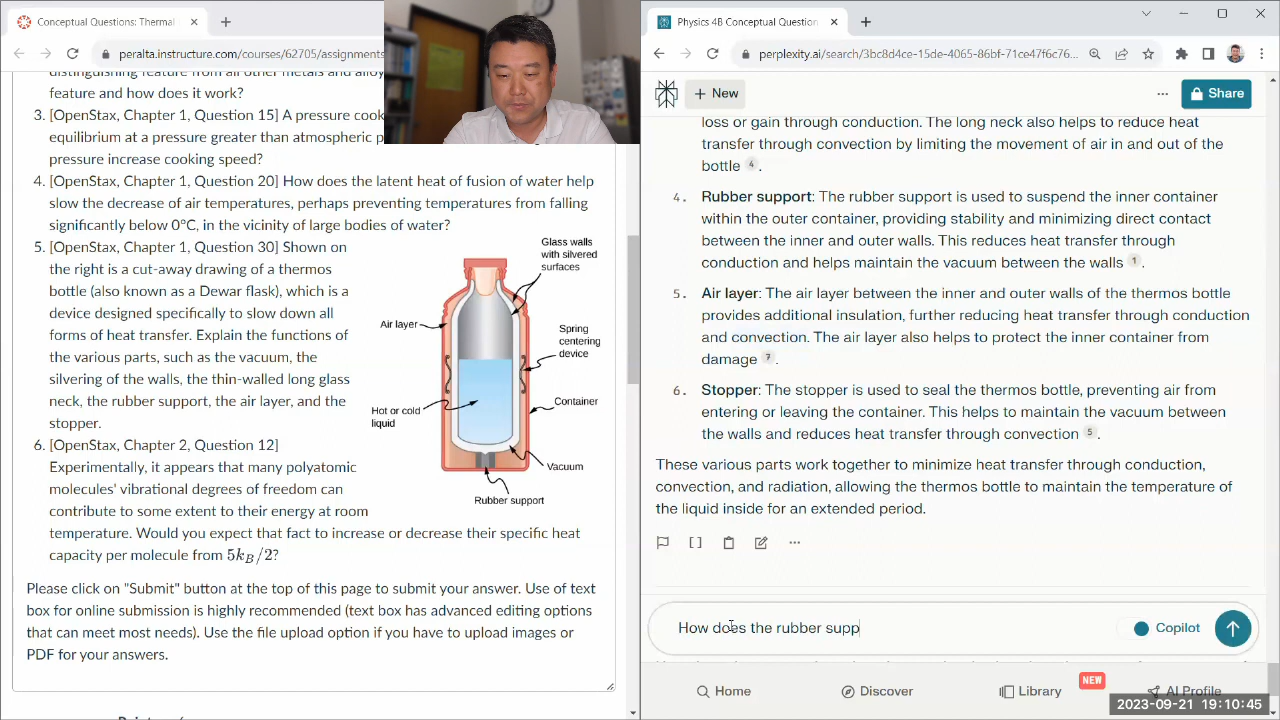 Conceptual Questions: Thermal
peralta.instructure.com/courses/62705/assignments
distinguishing feature from all other metals and alloy
feature and how does it work?
3. [OpenStax, Chapter 1, Question 15] A pressure cook
equilibrium at a pressure greater than atmospheric p
pressure increase cooking speed?
4. [OpenStax, Chapter 1, Question 20] How does the latent heat of fusion of water help
slow the decrease of air temperatures, perhaps preventing temperatures from falling
significantly below 0°C, in the vicinity of large bodies of water?
5. [OpenStax, Chapter 1, Question 30] Shown on
the right is a cut-away drawing of a thermos
bottle (also known as a Dewar flask), which is a
device designed specifically to slow down all
forms of heat transfer. Explain the functions of
the various parts, such as the vacuum, the
silvering of the walls, the thin-walled long glass
neck, the rubber support, the air layer, and the
stopper.
Glass walls
with silvered
surfaces
Air layer
Spring
centering
device
Hot or cold
liquid
Container
Vacuum
Rubber support
6. [OpenStax, Chapter 2, Question 12]
Experimentally, it appears that many polyatomic
molecules' vibrational degrees of freedom can
contribute to some extent to their energy at room
temperature. Would you expect that fact to increase or decrease their specific heat
capacity per molecule from 5k_B/2?
Please click on "Submit" button at the top of this page to submit your answer. Use of text
box for online submission is highly recommended (text box has advanced editing options
that can meet most needs). Use the file upload option if you have to upload images or
PDF for your answers.
Physics 4B Conceptual Question
perplexity.ai/search/3bc8d4ce-15de-4065-86bf-71ce47f6c76...
New
Share
loss or gain through conduction. The long neck also helps to reduce heat
transfer through convection by limiting the movement of air in and out of the
bottle 4 .
4. Rubber support: The rubber support is used to suspend the inner container
within the outer container, providing stability and minimizing direct contact
between the inner and outer walls. This reduces heat transfer through
conduction and helps maintain the vacuum between the walls 1 .
5. Air layer: The air layer between the inner and outer walls of the thermos bottle
provides additional insulation, further reducing heat transfer through conduction
and convection. The air layer also helps to protect the inner container from
damage 7 .
6. Stopper: The stopper is used to seal the thermos bottle, preventing air from
entering or leaving the container. This helps to maintain the vacuum between
the walls and reduces heat transfer through convection 5 .
These various parts work together to minimize heat transfer through conduction,
convection, and radiation, allowing the thermos bottle to maintain the temperature of
the liquid inside for an extended period.
How does the rubber supp
Copilot
Home
Discover
Library
NEW
AI Profile
2023-09-21 19:10:45